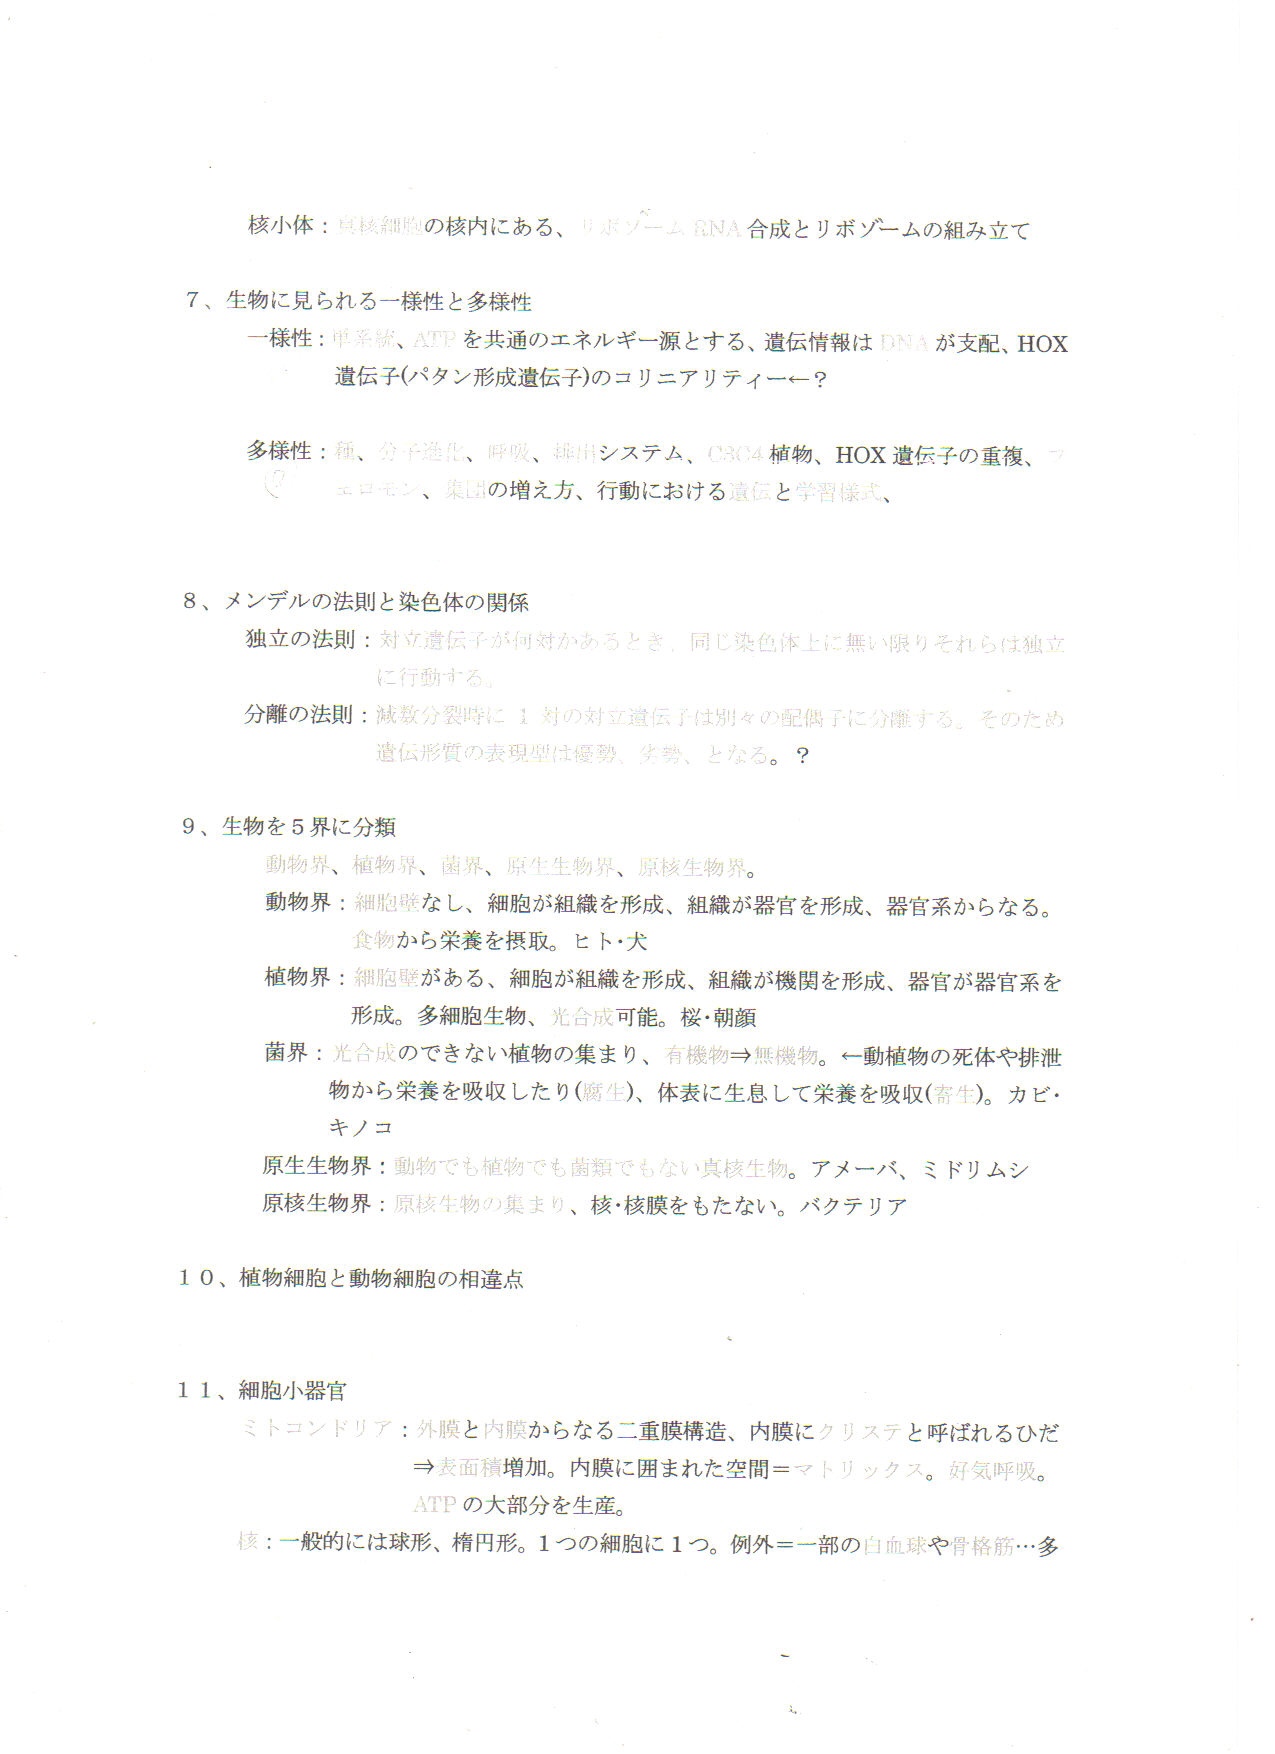 核小体：真核細胞の核内にある、リボゾーム RNA 合成とリボゾームの組み立て
７、生物に見られる一様性と多様性
一様性：単系統、ATP を共通のエネルギー源とする、遺伝情報は DNA が支配、HOX
遺伝子(パタン形成遺伝子)のコリニアリティー←？
多様性：種、分子進化、呼吸、排出システム、C3C4 植物、HOX 遺伝子の重複、フ
ェロモン、集団の増え方、行動における遺伝と学習様式、
８、メンデルの法則と染色体の関係
独立の法則：対立遺伝子が何対かあるとき、同じ染色体上に無い限りそれらは独立
に行動する。
分離の法則：減数分裂時に 1 対の対立遺伝子は別々の配偶子に分離する。そのため
遺伝形質の表現型は優勢、劣勢、となる。？
９、生物を５界に分類
動物界、植物界、菌界、原生生物界、原核生物界。
動物界：細胞壁なし、細胞が組織を形成、組織が器官を形成、器官系からなる。
食物から栄養を摂取。ヒト・犬
植物界：細胞壁がある、細胞が組織を形成、組織が機関を形成、器官が器官系を
形成。多細胞生物、光合成可能。桜・朝顔
菌界：光合成のできない植物の集まり、有機物⇒無機物。←動植物の死体や排泄
物から栄養を吸収したり(腐生)、体表に生息して栄養を吸収(寄生)。カビ・
キノコ
原生生物界：動物でも植物でも菌類でもない真核生物。アメーバ、ミドリムシ
原核生物界：原核生物の集まり、核・核膜をもたない。バクテリア
１０、植物細胞と動物細胞の相違点
１１、細胞小器官
ミトコンドリア：外膜と内膜からなる二重膜構造、内膜にクリステと呼ばれるひだ
⇒表面積増加。内膜に囲まれた空間＝マトリックス。好気呼吸。
ATP の大部分を生産。
核：一般的には球形、楕円形。1 つの細胞に 1 つ。例外＝一部の白血球や骨格筋…多